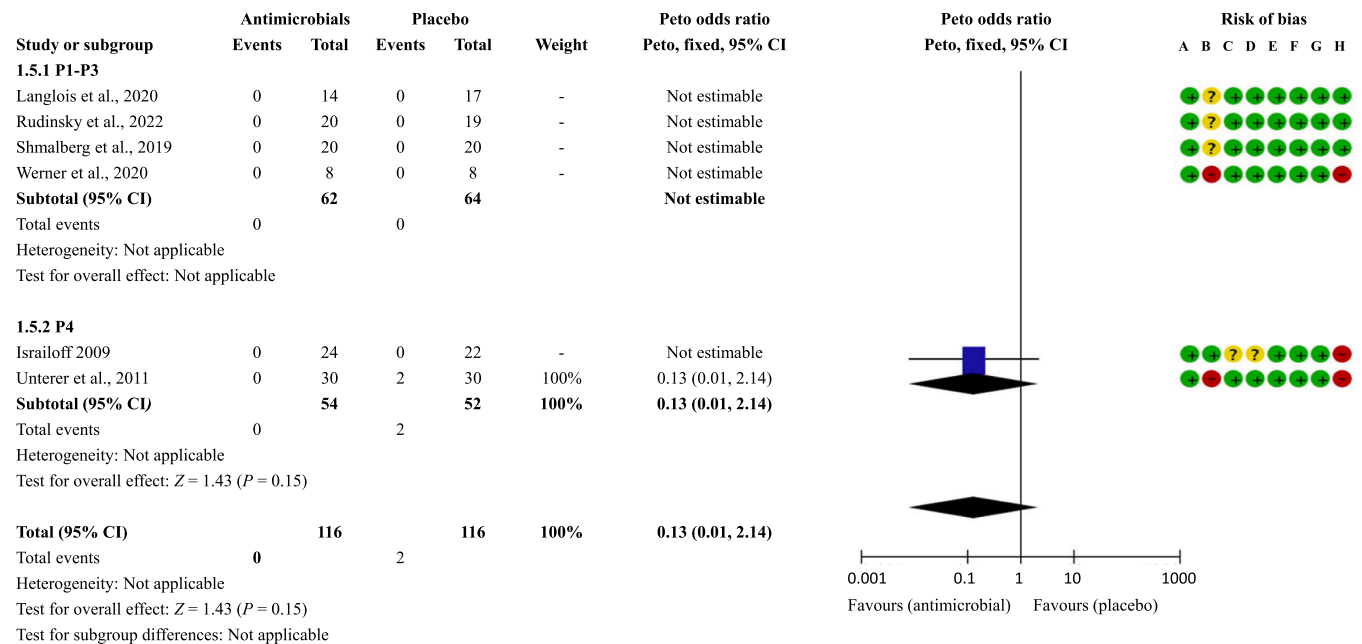 Antimicrobials Placebo Peto odds ratio Peto odds ratio Risk of bias
Study or subgroup Events Total Events Total Weight Peto, fixed, 95% CI Peto, fixed, 95% CI A B C D E F G H
1.5.1 P1-P3
Langlois et al., 2020 0 14 0 17 - Not estimable + ? + + + + + +
Rudinsky et al., 2022 0 20 0 19 - Not estimable + ? + + + + + +
Shmalberg et al., 2019 0 20 0 20 - Not estimable + ? + + + + + +
Werner et al., 2020 0 8 0 8 - Not estimable + - + + + + + -
Subtotal (95% CI) 62 64 Not estimable
Total events 0 0
Heterogeneity: Not applicable
Test for overall effect: Not applicable
1.5.2 P4
Israiloff 2009 0 24 0 22 - Not estimable + + ? ? + + + -
Unterer et al., 2011 0 30 2 30 100% 0.13 (0.01, 2.14) + - + + + + + -
Subtotal (95% CI) 54 52 100% 0.13 (0.01, 2.14)
Total events 0 2
Heterogeneity: Not applicable
Test for overall effect: Z = 1.43 (P = 0.15)
Total (95% CI) 116 116 100% 0.13 (0.01, 2.14)
Total events 0 2
Heterogeneity: Not applicable
Test for overall effect: Z = 1.43 (P = 0.15)
Test for subgroup differences: Not applicable
0.001 0.1 1 10 1000
Favours (antimicrobial) Favours (placebo)